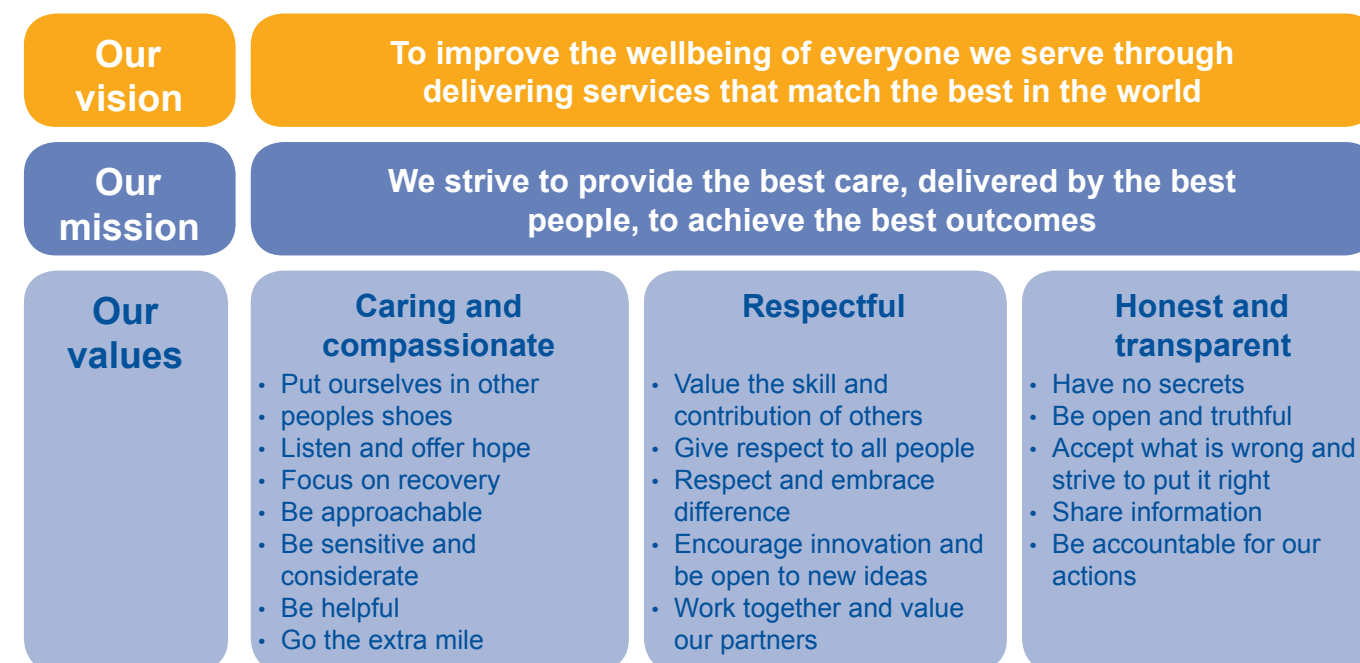 Our
vision
To improve the wellbeing of everyone we serve through
delivering services that match the best in the world
Our
mission
We strive to provide the best care, delivered by the best
people, to achieve the best outcomes
Our
values
Caring and
compassionate
• Put ourselves in other
• peoples shoes
• Listen and offer hope
• Focus on recovery
• Be approachable
• Be sensitive and
considerate
• Be helpful
• Go the extra mile
Respectful
• Value the skill and
contribution of others
• Give respect to all people
• Respect and embrace
difference
• Encourage innovation and
be open to new ideas
• Work together and value
our partners
Honest and
transparent
• Have no secrets
• Be open and truthful
• Accept what is wrong and
strive to put it right
• Share information
• Be accountable for our
actions